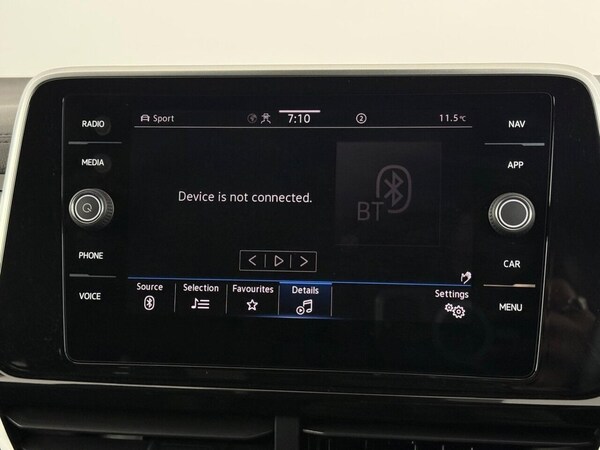 RADIO
MEDIA
PHONE
VOICE
Sport
7:10
2
11.5°C
Device is not connected.
BT
Source
Selection
Favourites
Details
Settings
NAV
APP
CAR
MENU